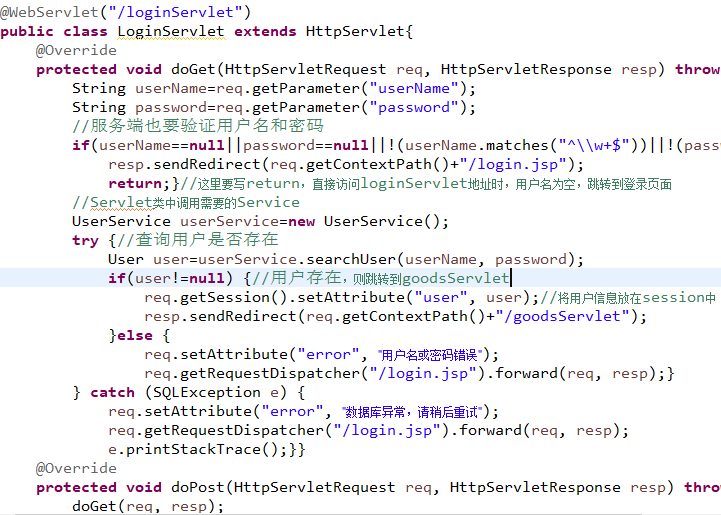 @WebServlet("/loginServlet")
public class LoginServlet extends HttpServlet{
@Override
protected void doGet(HttpServletRequest req, HttpServletResponse resp) throw
String userName=req.getParameter("userName");
String password=req.getParameter("password");
//服务端也要验证用户名和密码
if(userName==null||password==null||!(userName.matches("^\\w+$"))||!(pass
resp.sendRedirect(req.getContextPath()+"/login.jsp");
return;}//这里要写return，直接访问loginServlet地址时，用户名为空，跳转到登录页面
//Servlet类中调用需要的Service
UserService userService=new UserService();
try {//查询用户是否存在
User user=userService.searchUser(userName, password);
if(user!=null) {//用户存在，则跳转到goodsServlet
req.getSession().setAttribute("user", user);//将用户信息放在session中
resp.sendRedirect(req.getContextPath()+"/goodsServlet");
}else {
req.setAttribute("error", "用户名或密码错误");
req.getRequestDispatcher("/login.jsp").forward(req, resp);}
} catch (SQLException e) {
req.setAttribute("error", "数据库异常，请稍后重试");
req.getRequestDispatcher("/login.jsp").forward(req, resp);
e.printStackTrace();}}
@Override
protected void doPost(HttpServletRequest req, HttpServletResponse resp) throw
doGet(req, resp);